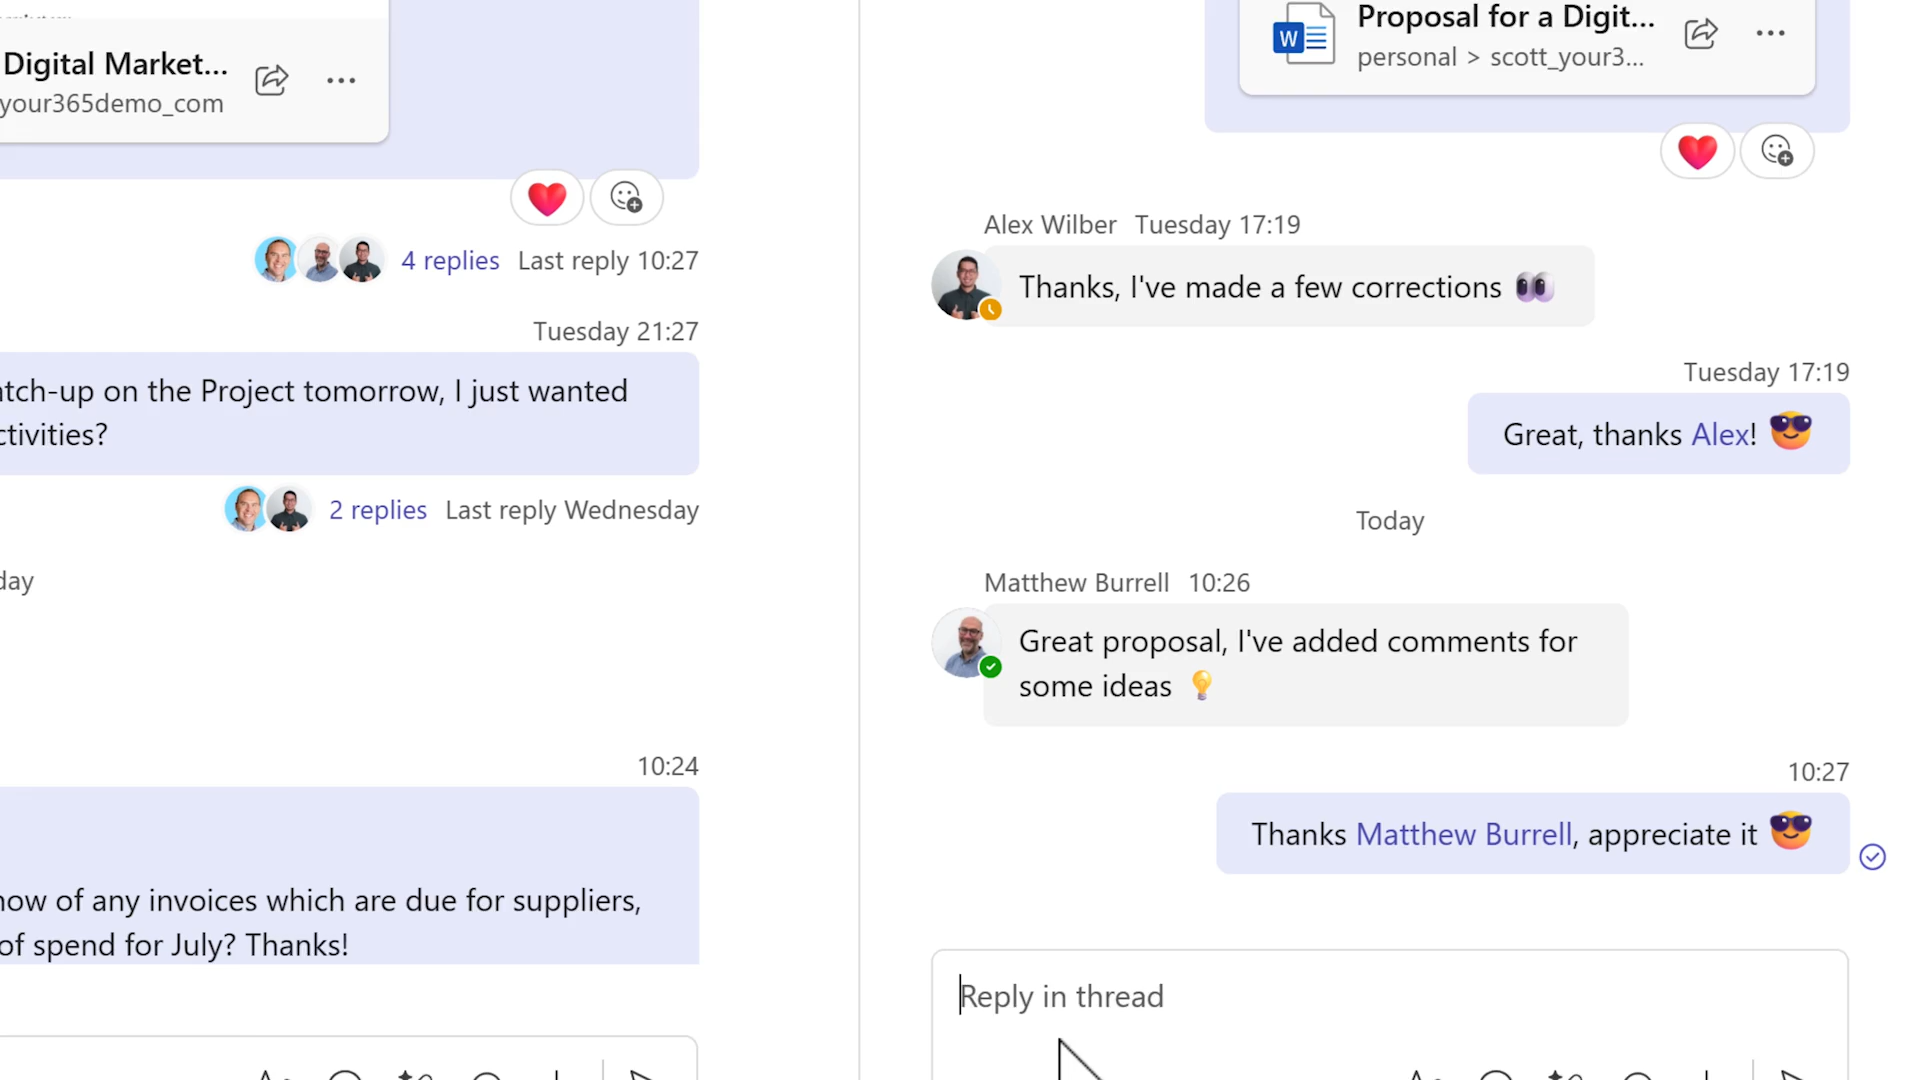 Digital Market...
your365demo_com
4 replies Last reply 10:27
Tuesday 21:27
tch-up on the Project tomorrow, I just wanted
ctivities?
2 replies Last reply Wednesday
day
10:24
now of any invoices which are due for suppliers,
of spend for July? Thanks!
W
Proposal for a Digit...
personal > scott_your3...
Alex Wilber Tuesday 17:19
Thanks, I've made a few corrections 👀
Tuesday 17:19
Great, thanks Alex! 😎
Today
Matthew Burrell 10:26
Great proposal, I've added comments for
some ideas 💡
10:27
Thanks Matthew Burrell, appreciate it 😎
Reply in thread